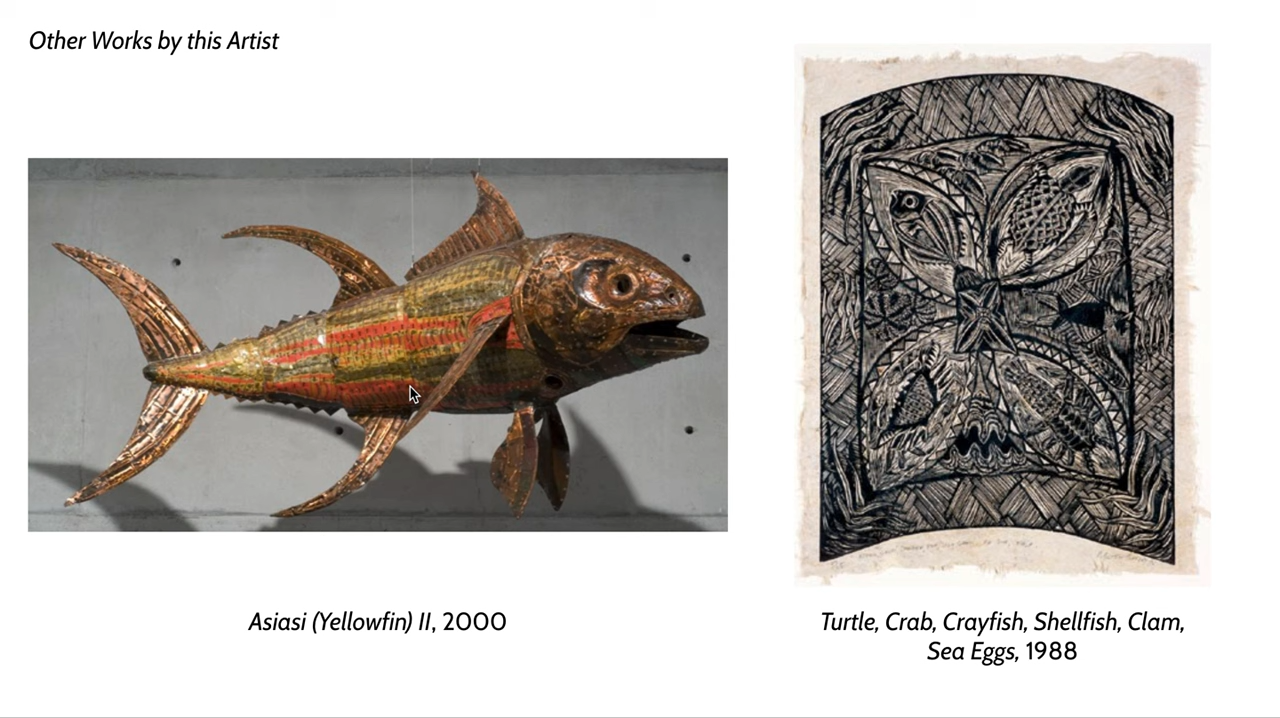 Other Works by this Artist
Asiasi (Yellowfin) II, 2000
Turtle, Crab, Crayfish, Shellfish, Clam,
Sea Eggs, 1988